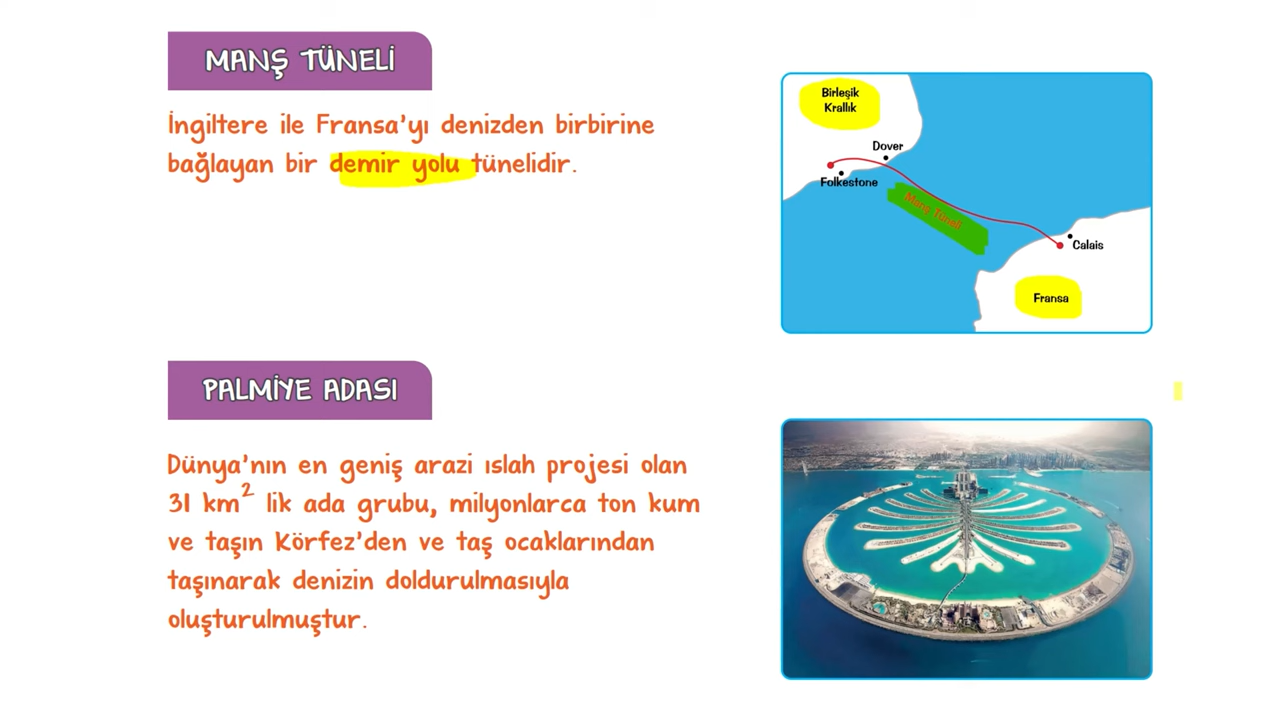 MANŞ TÜNELİ
İngiltere ile Fransa'yı denizden birbirine
bağlayan bir demir yolu tünelidir.
Birleşik
Krallık
Dover
Folkestone
Manş Tüneli
Calais
Fransa
PALMİYE ADASI
Dünya'nın en geniş arazi ıslah projesi olan
31 km² lik ada grubu, milyonlarca ton kum
ve taşın Körfez'den ve taş ocaklarından
taşınarak denizin doldurulmasıyla
oluşturulmuştur.